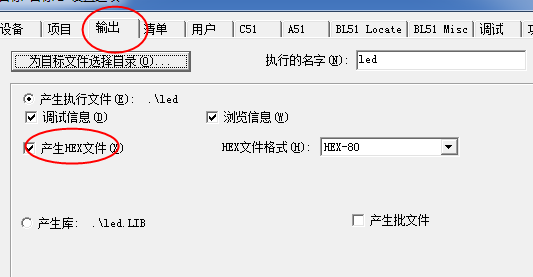 设备 项目 输出 清单 用户 C51 A51 BL51 Locate BL51 Misc 调试
为目标文件选择目录(O)... 执行的名字(N): led
产生执行文件(E): .\led
调试信息(D) 浏览信息(W)
产生HEX文件(X) HEX文件格式(H): HEX-80
产生库: .\led.LIB 产生批文件